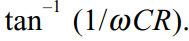 tan⁻¹ (1/ωCR).